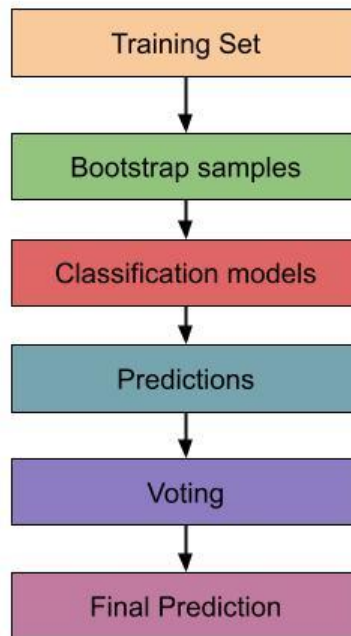 Training Set
Bootstrap samples
Classification models
Predictions
Voting
Final Prediction